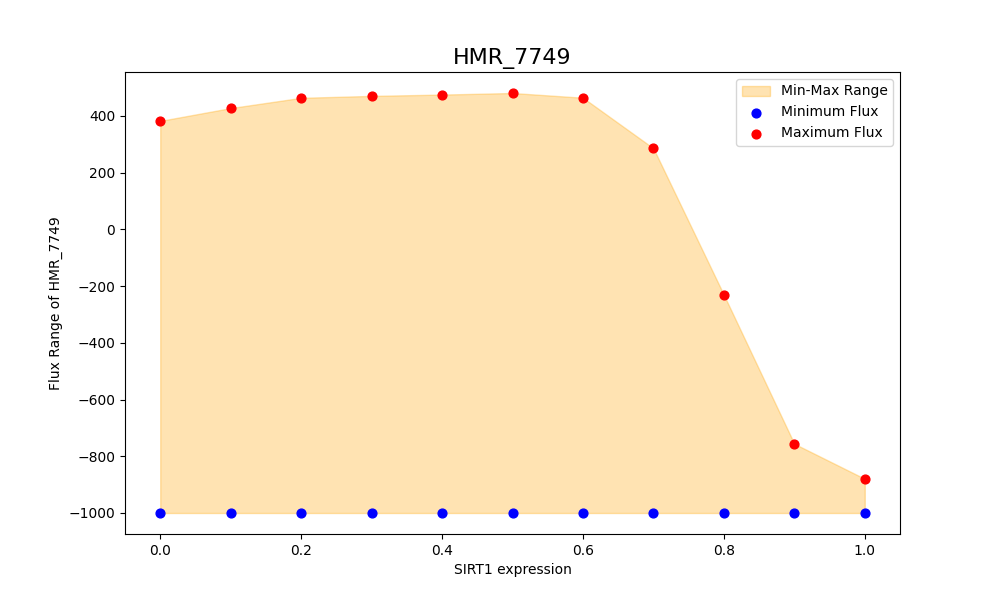 HMR_7749
Min-Max Range
Minimum Flux
Maximum Flux
Flux Range of HMR_7749
400
200
0
−200
−400
−600
−800
−1000
0.0 0.2 0.4 0.6 0.8 1.0
SIRT1 expression